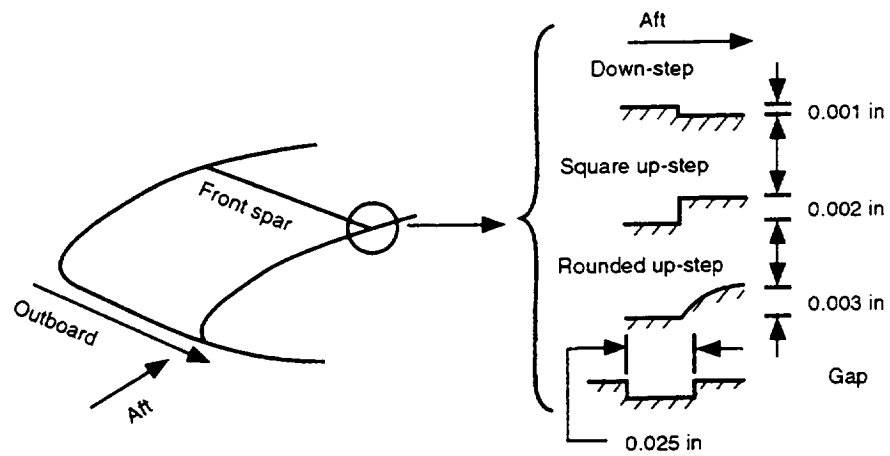 Aft
Down-step
0.001 in
Square up-step
0.002 in
Front spar
Rounded up-step
0.003 in
Outboard
Aft
Gap
0.025 in